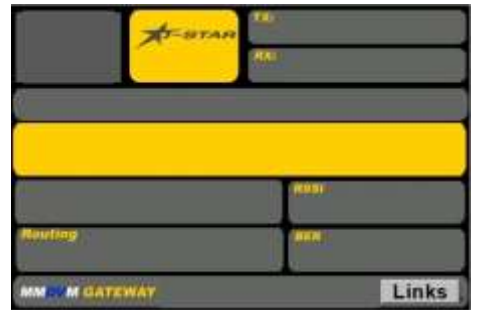 T-STAR
TX:
RX:
RSSI
Routing
BER
MMDVM GATEWAY
Links